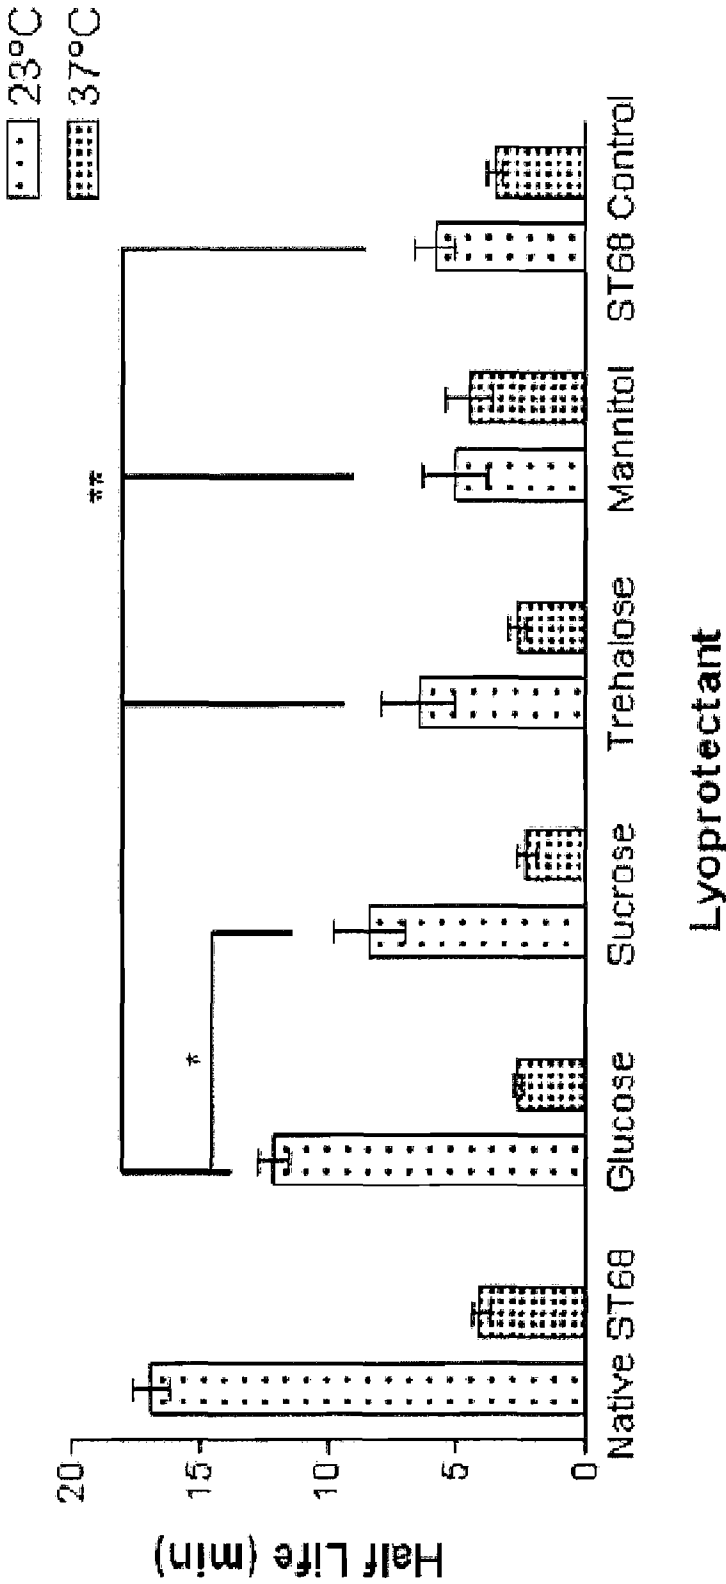 23°C
37°C
**
*
Half Life (min)
20
15
10
5
0
Native ST68
Glucose
Sucrose
Trehalose
Mannitol
ST68 Control
Lyoprotectant